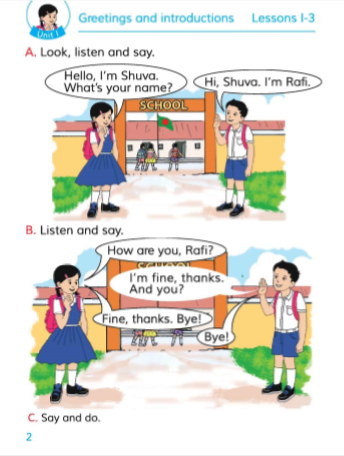 Unit 1
Greetings and introductions Lessons 1-3
A. Look, listen and say.
Hello, I'm Shuva.
What's your name?
Hi, Shuva. I'm Rafi.
SCHOOL
B. Listen and say.
How are you, Rafi?
I'm fine, thanks.
And you?
Fine, thanks. Bye!
Bye!
C. Say and do.
2